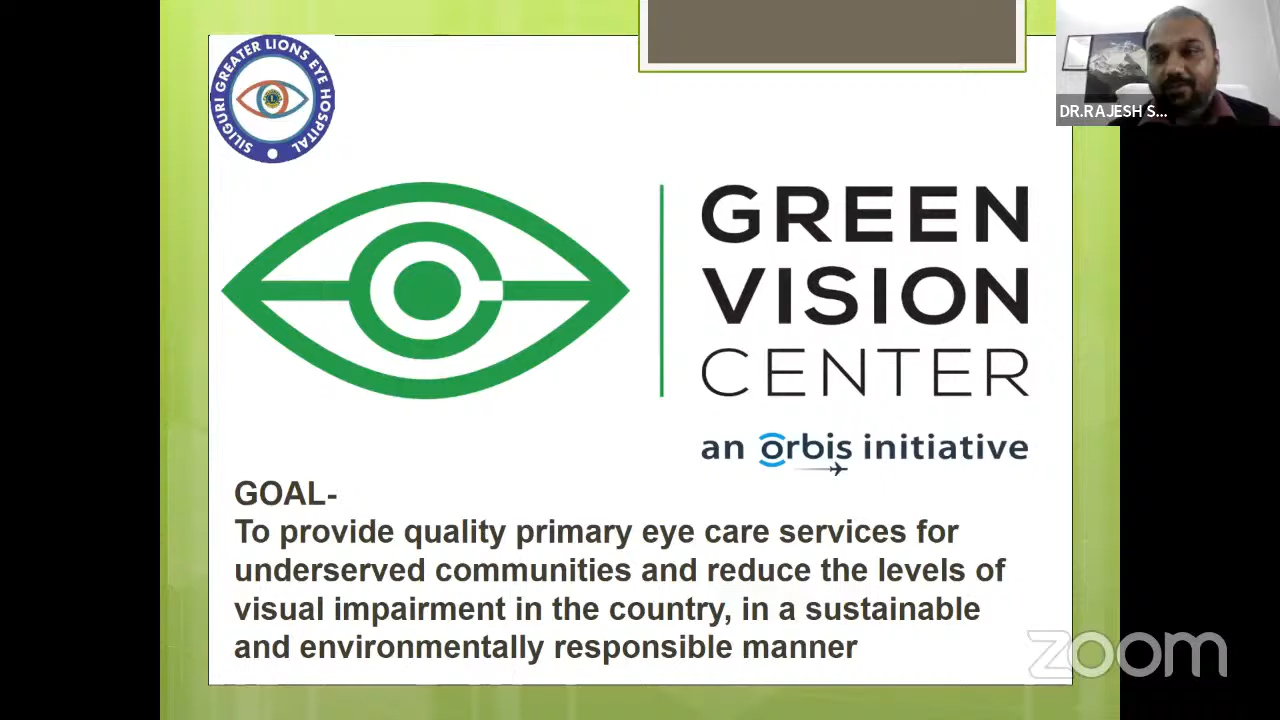 SILIGURI GREATER LIONS EYE HOSPITAL
DR.RAJESH S...
GREEN
VISION
CENTER
an orbis initiative
GOAL-
To provide quality primary eye care services for
underserved communities and reduce the levels of
visual impairment in the country, in a sustainable
and environmentally responsible manner
zoom